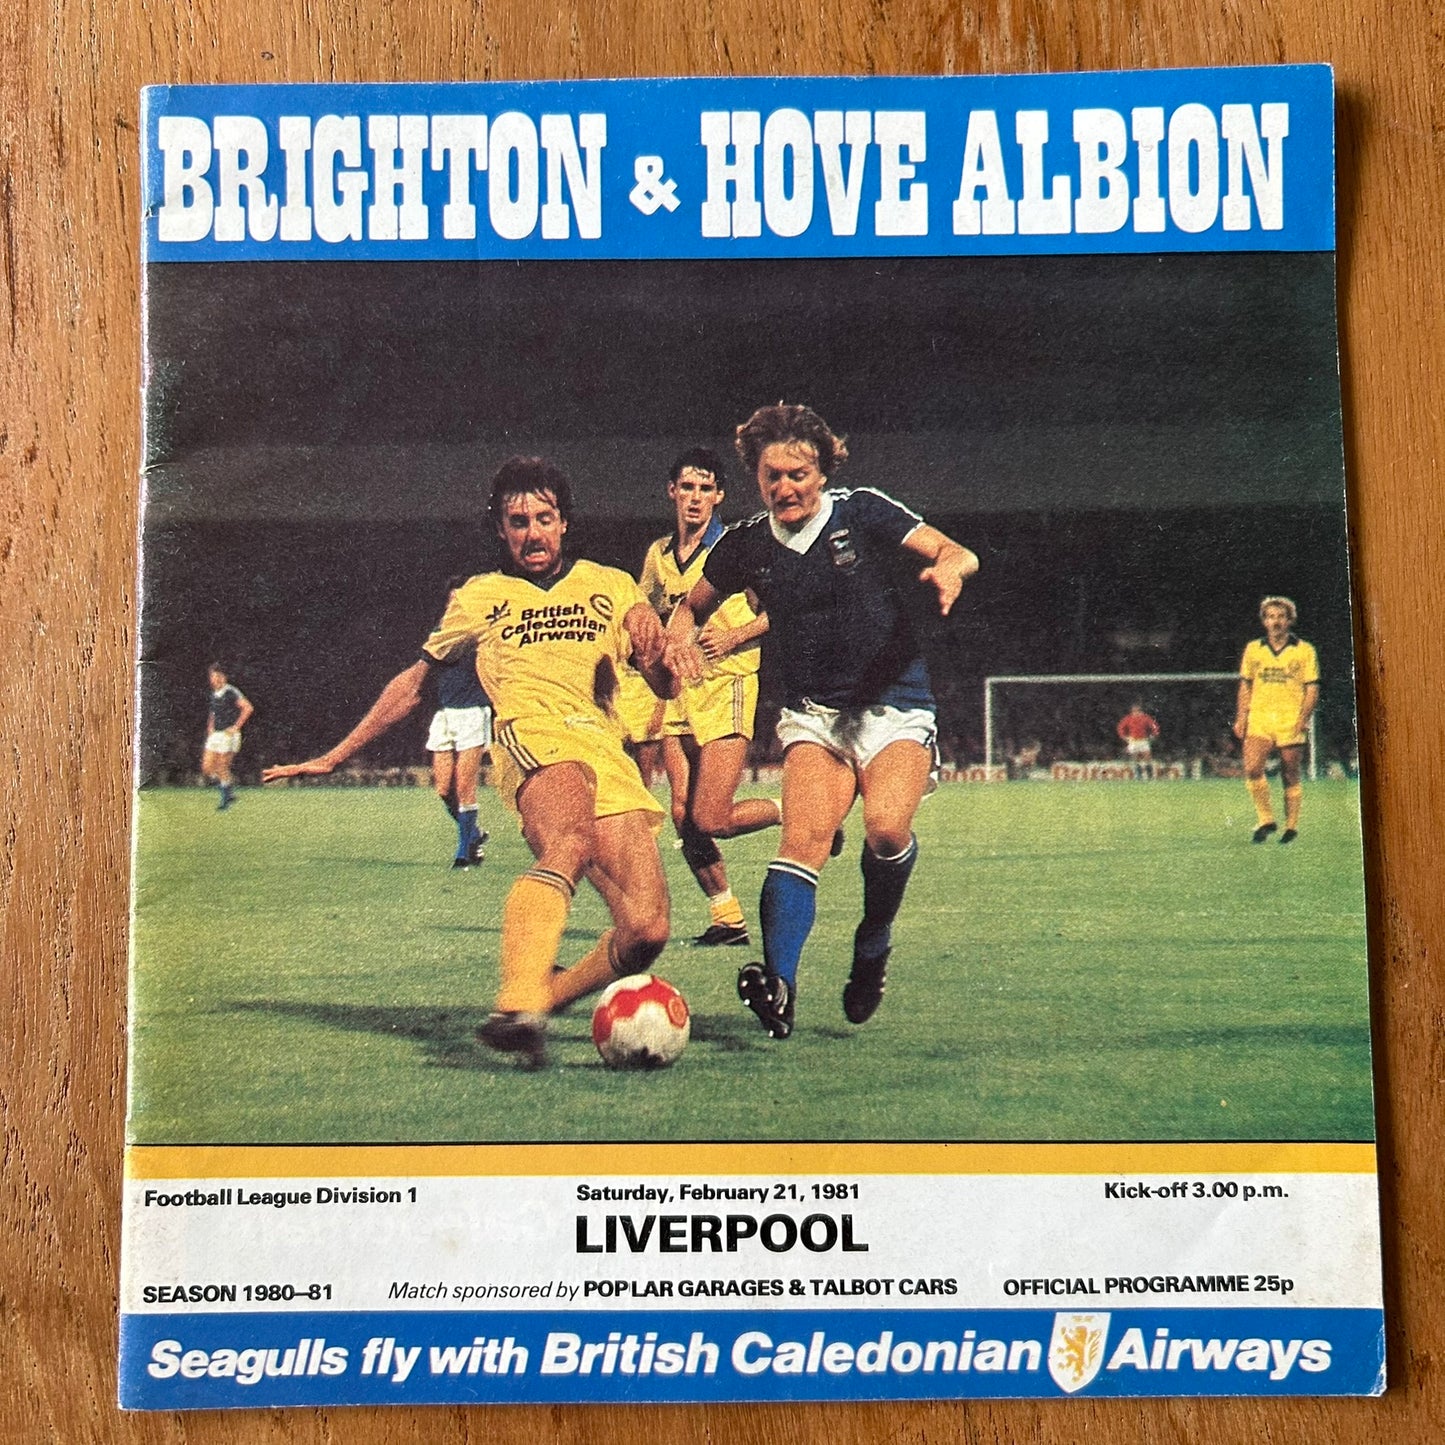 BRIGHTON & HOVE ALBION
British
Caledonian
Airways
Football League Division 1
Saturday, February 21, 1981
Kick-off 3.00 p.m.
LIVERPOOL
SEASON 1980–81
Match sponsored by POPLAR GARAGES & TALBOT CARS
OFFICIAL PROGRAMME 25p
Seagulls fly with British Caledonian Airways